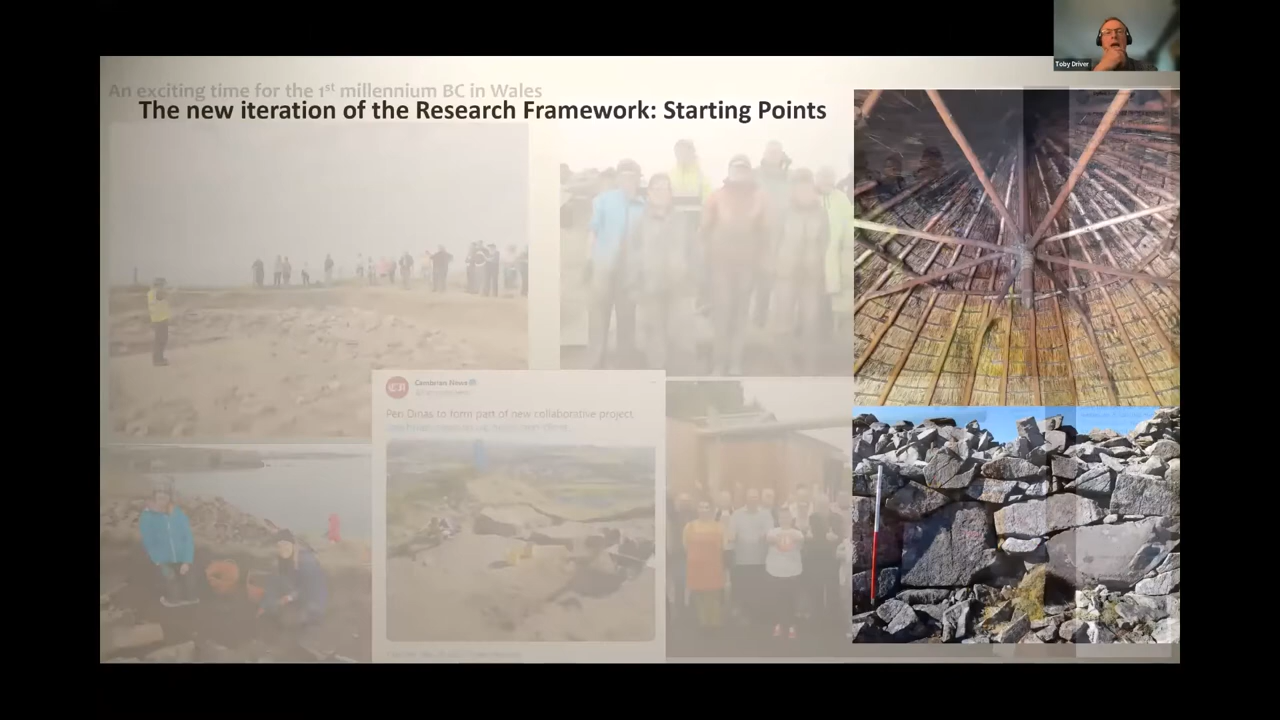 Toby Driver
An exciting time for the 1st millennium BC in Wales
The new iteration of the Research Framework: Starting Points
Cambrian News
Pen Dinas to form part of new collaborative project,